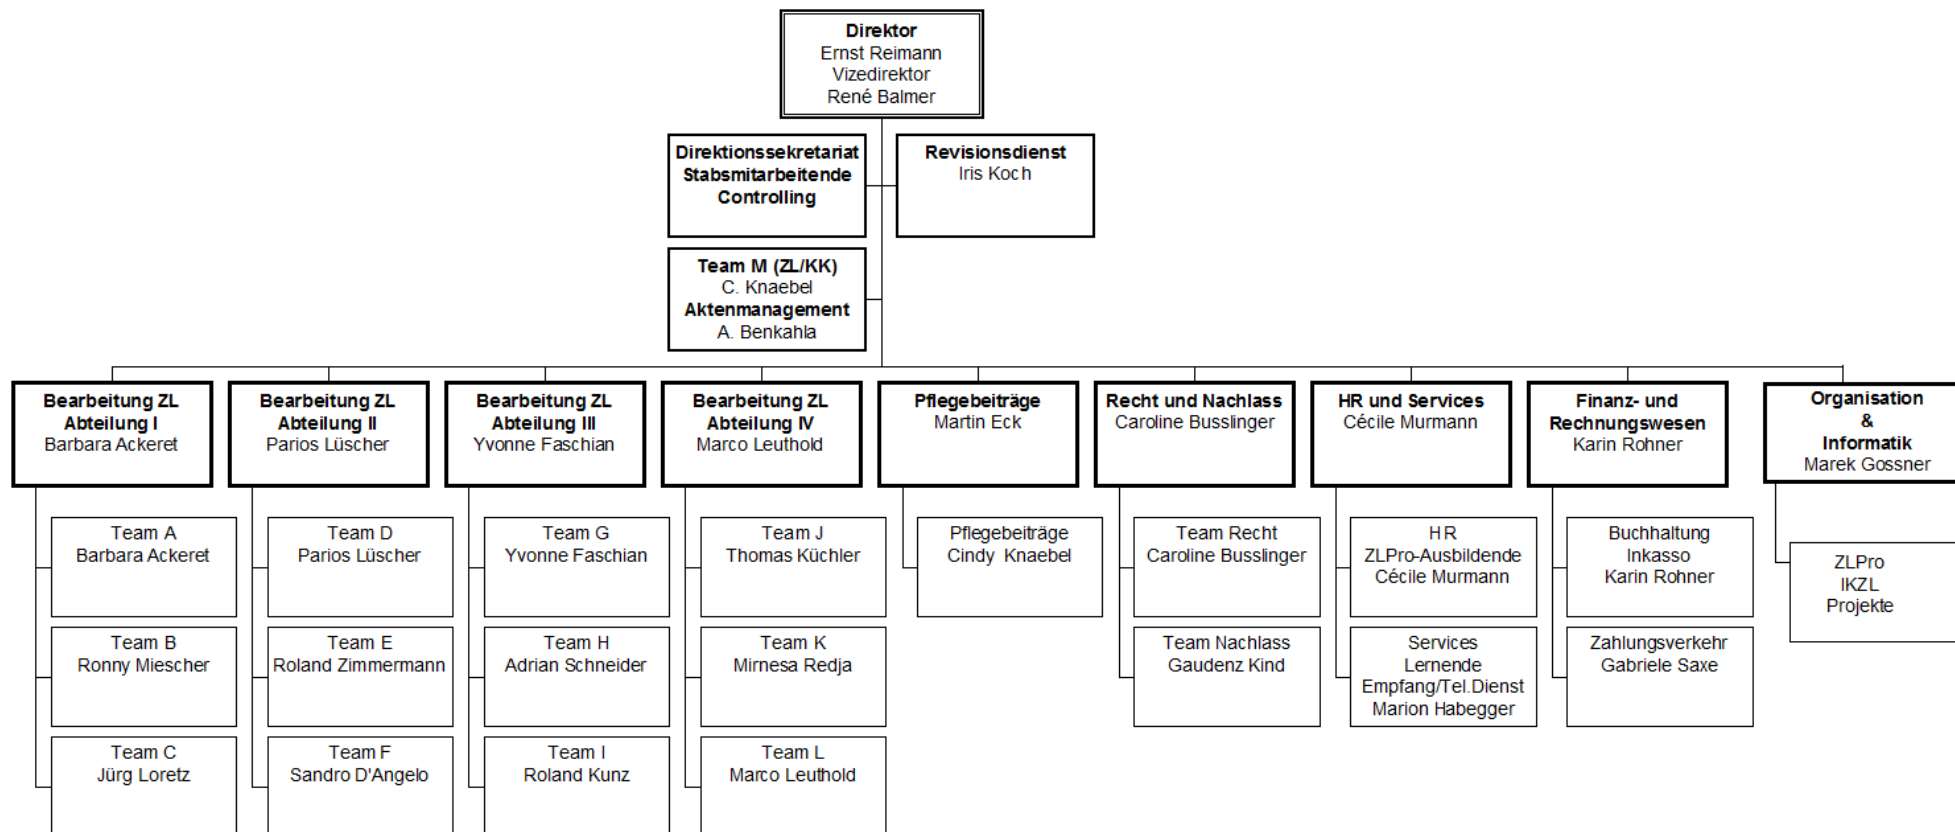 Direktor
Ernst Reimann
Vizedirektor
René Balmer
Direktionssekretariat
Stabsmitarbeitende
Controlling
Revisionsdienst
Iris Koch
Team M (ZL/KK)
C. Knaebel
Aktenmanagement
A. Benkahla
Bearbeitung ZL
Abteilung I
Barbara Ackeret
Bearbeitung ZL
Abteilung II
Parios Lüscher
Bearbeitung ZL
Abteilung III
Yvonne Faschian
Bearbeitung ZL
Abteilung IV
Marco Leuthold
Pflegebeiträge
Martin Eck
Recht und Nachlass
Caroline Busslinger
HR und Services
Cécile Murmann
Finanz- und
Rechnungswesen
Karin Rohner
Organisation
&
Informatik
Marek Gossner
Team A
Barbara Ackeret
Team D
Parios Lüscher
Team G
Yvonne Faschian
Team J
Thomas Küchler
Pflegebeiträge
Cindy Knaebel
Team Recht
Caroline Busslinger
HR
ZLPro-Ausbildende
Cécile Murmann
Buchhaltung
Inkasso
Karin Rohner
ZLPro
IKZL
Projekte
Team B
Ronny Miescher
Team E
Roland Zimmermann
Team H
Adrian Schneider
Team K
Mirnesa Redja
Team Nachlass
Gaudenz Kind
Services
Lernende
Empfang/Tel.Dienst
Marion Habegger
Zahlungsverkehr
Gabriele Saxe
Team C
Jürg Loretz
Team F
Sandro D'Angelo
Team I
Roland Kunz
Team L
Marco Leuthold